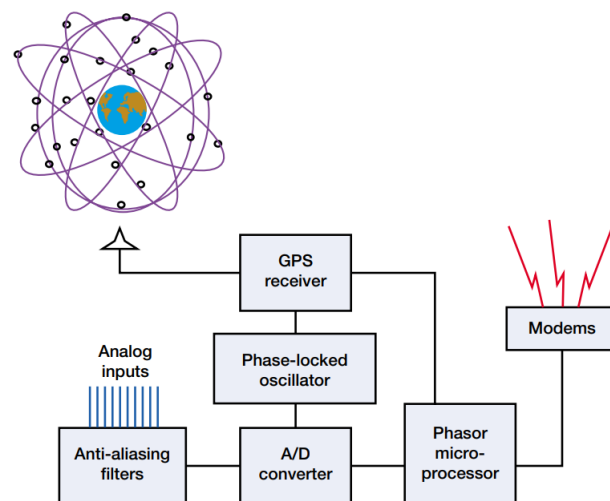 GPS
receiver
Modems
Analog
inputs
Phase-locked
oscillator
Anti-aliasing
filters
A/D
converter
Phasor
micro-
processor